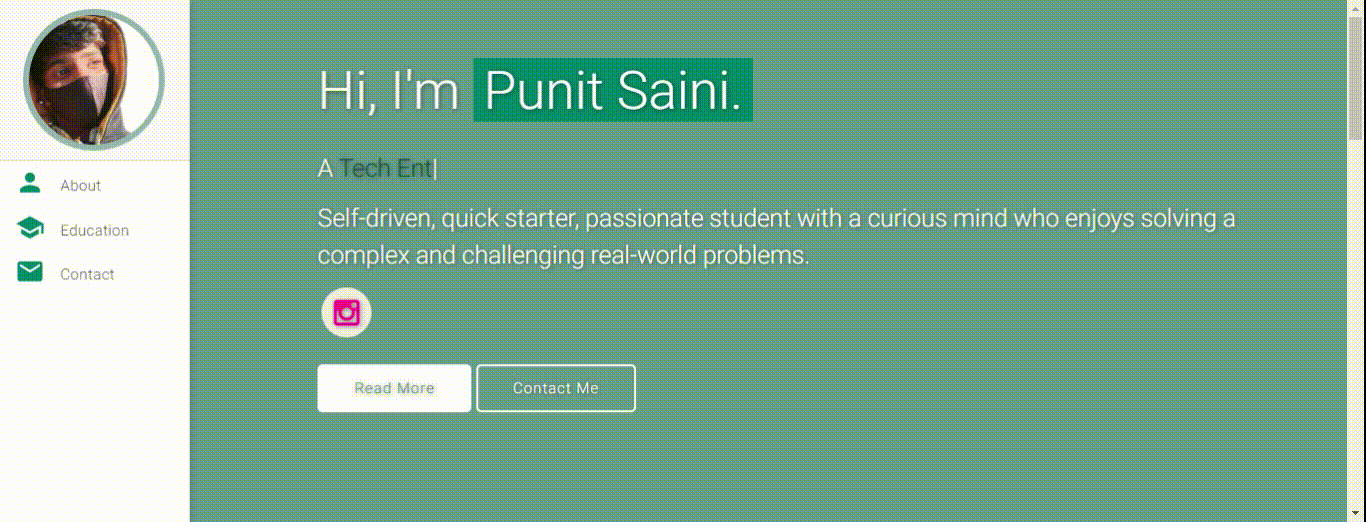 About
Education
Contact
Hi, I'm Punit Saini.
A Tech Ent|
Self-driven, quick starter, passionate student with a curious mind who enjoys solving a
complex and challenging real-world problems.
Read More
Contact Me